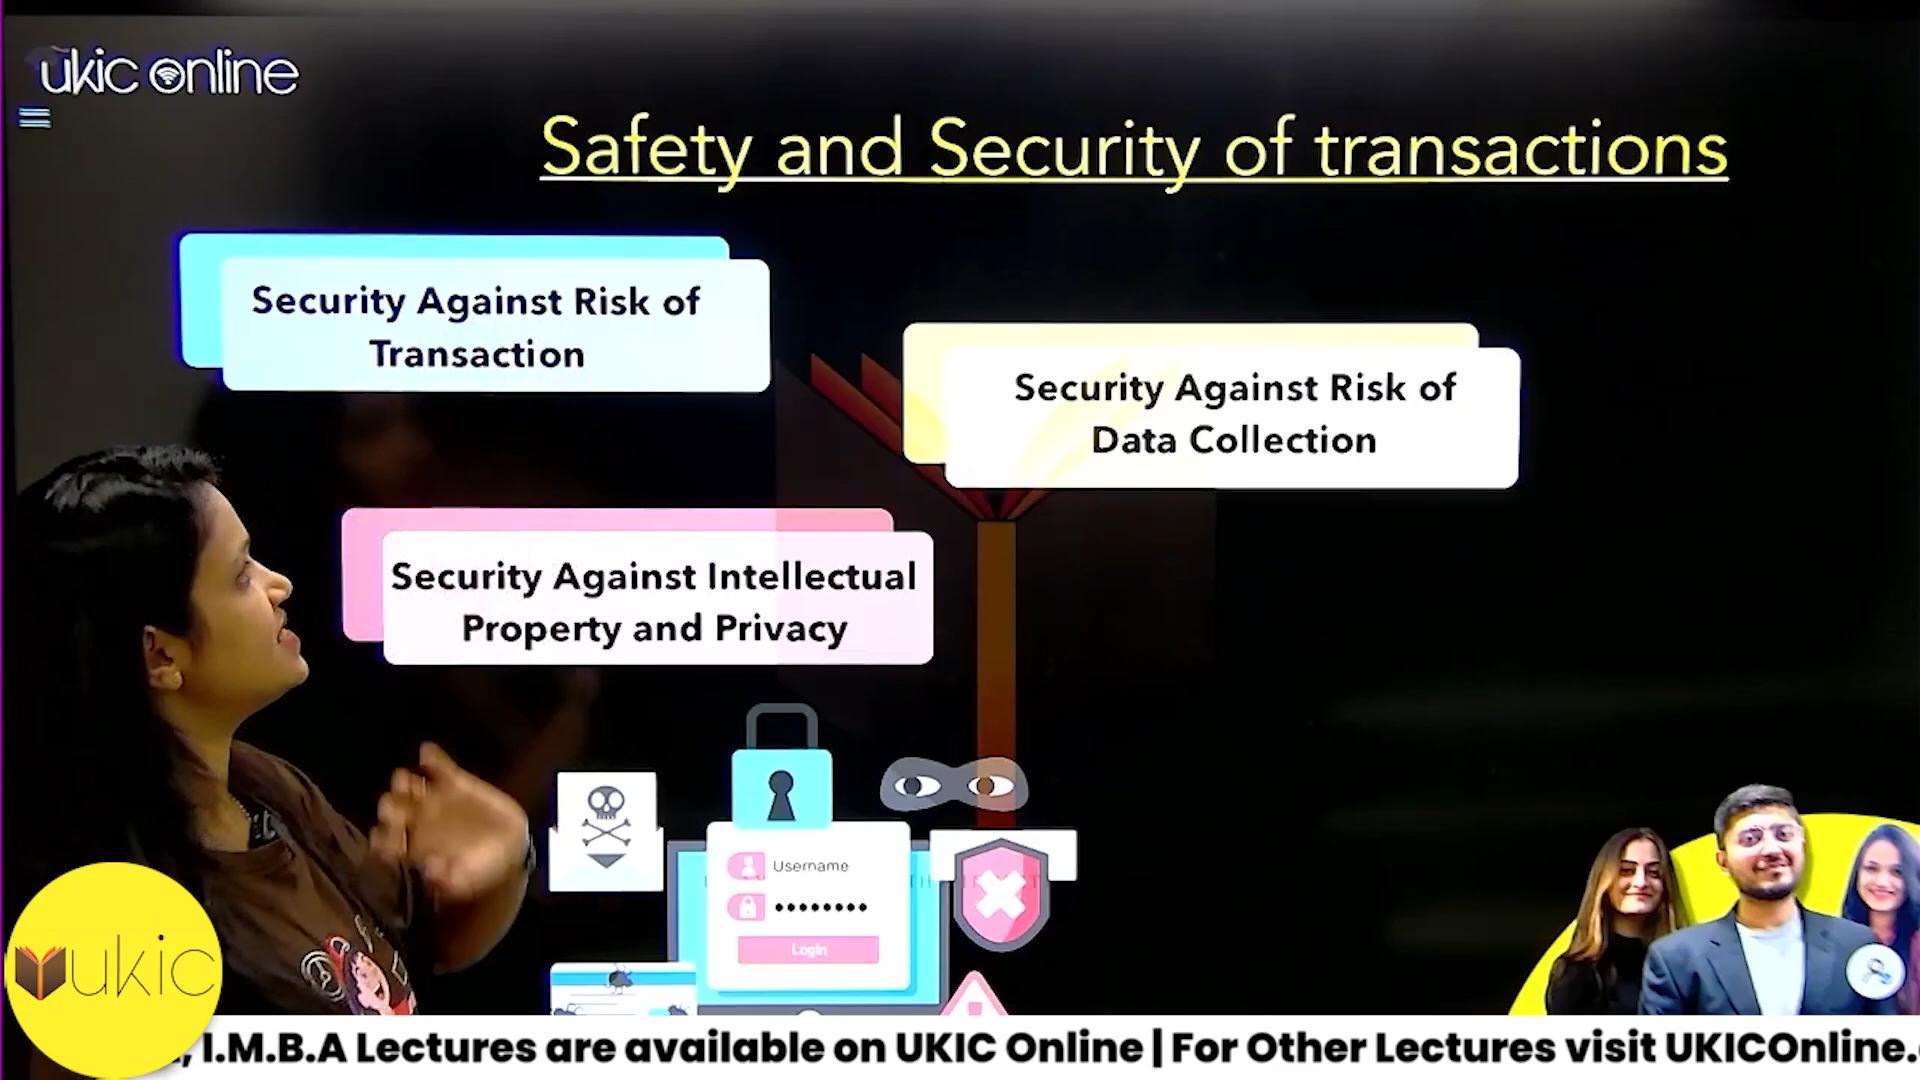 ukic online
Safety and Security of transactions
Security Against Risk of
Transaction
Security Against Risk of
Data Collection
Security Against Intellectual
Property and Privacy
Username
Login
ukic
I.M.B.A Lectures are available on UKIC Online | For Other Lectures visit UKICOnline.